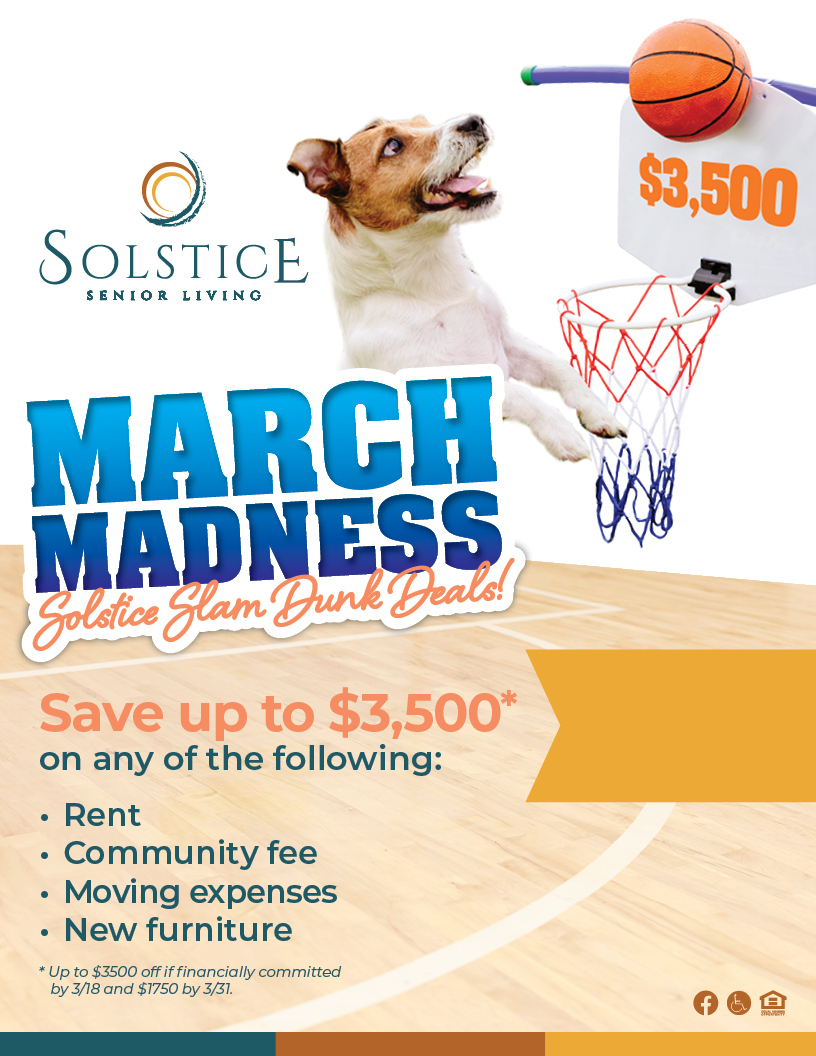 $3,500
SOLSTICE
SENIOR LIVING
MARCH
MADNESS
Solstice Slam Dunk Deals!
Save up to $3,500*
on any of the following:
• Rent
• Community fee
• Moving expenses
• New furniture
* Up to $3500 off if financially committed
by 3/18 and $1750 by 3/31.